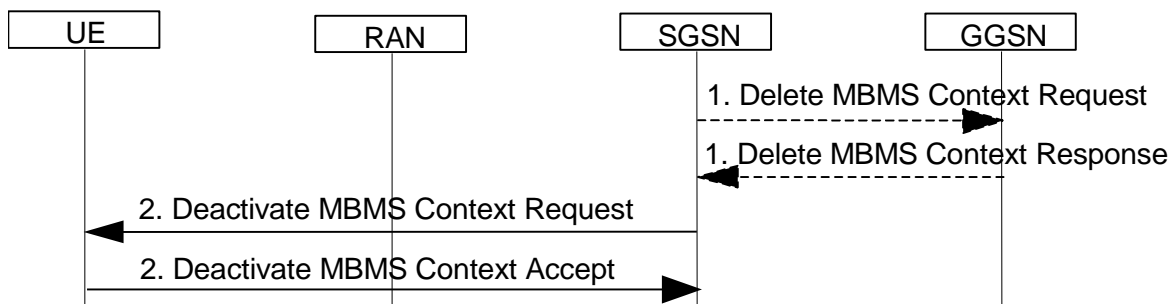 UE RAN SGSN GGSN
1. Delete MBMS Context Request
1. Delete MBMS Context Response
2. Deactivate MBMS Context Request
2. Deactivate MBMS Context Accept